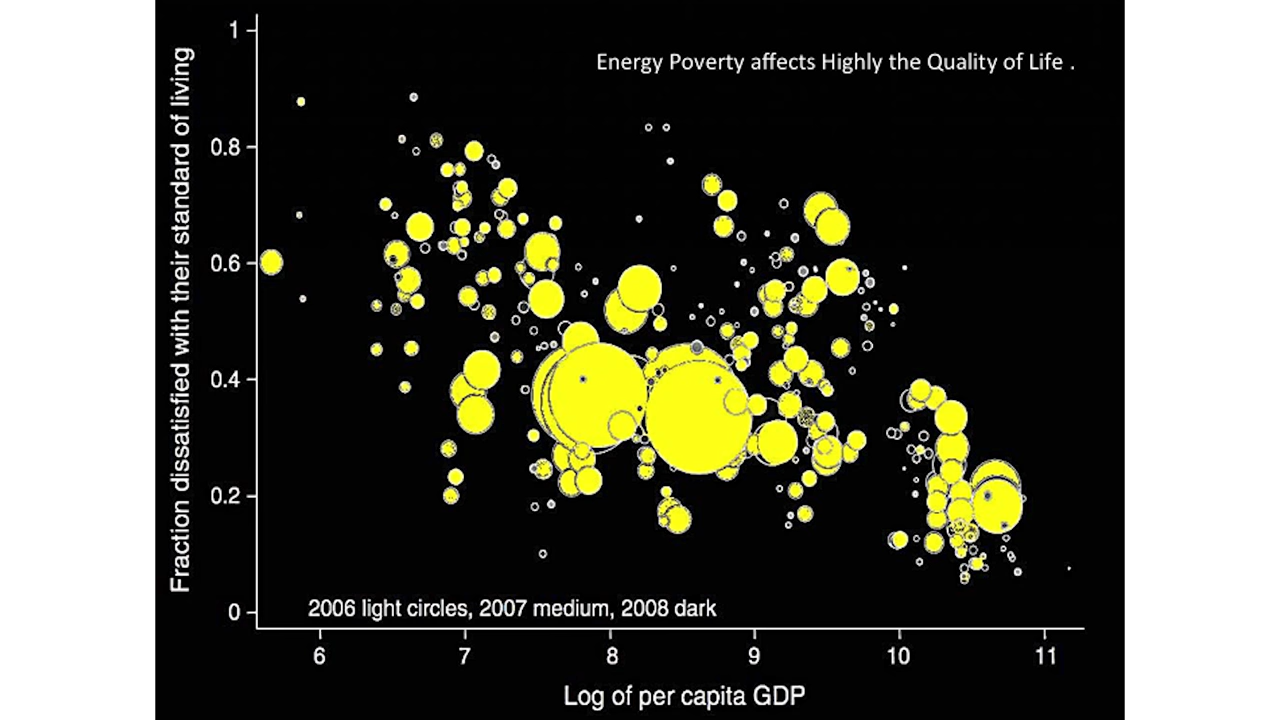 Energy Poverty affects Highly the Quality of Life .
Fraction dissatisfied with their standard of living
1
0.8
0.6
0.4
0.2
0
2006 light circles, 2007 medium, 2008 dark
6 7 8 9 10 11
Log of per capita GDP